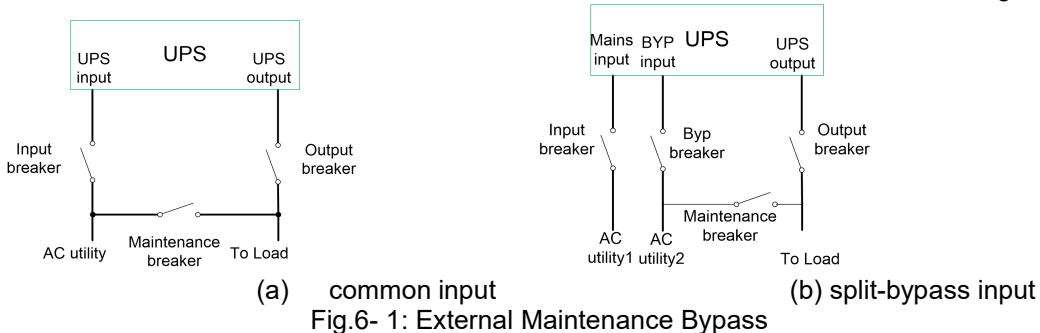 UPS
input
UPS
UPS
output
Input
breaker
Output
breaker
AC utility
Maintenance
breaker
To Load
Mains
input
BYP
input
UPS
UPS
output
Input
breaker
Byp
breaker
Output
breaker
Maintenance
breaker
AC
utility1
AC
utility2
To Load
(a) common input
(b) split-bypass input
Fig.6- 1: External Maintenance Bypass